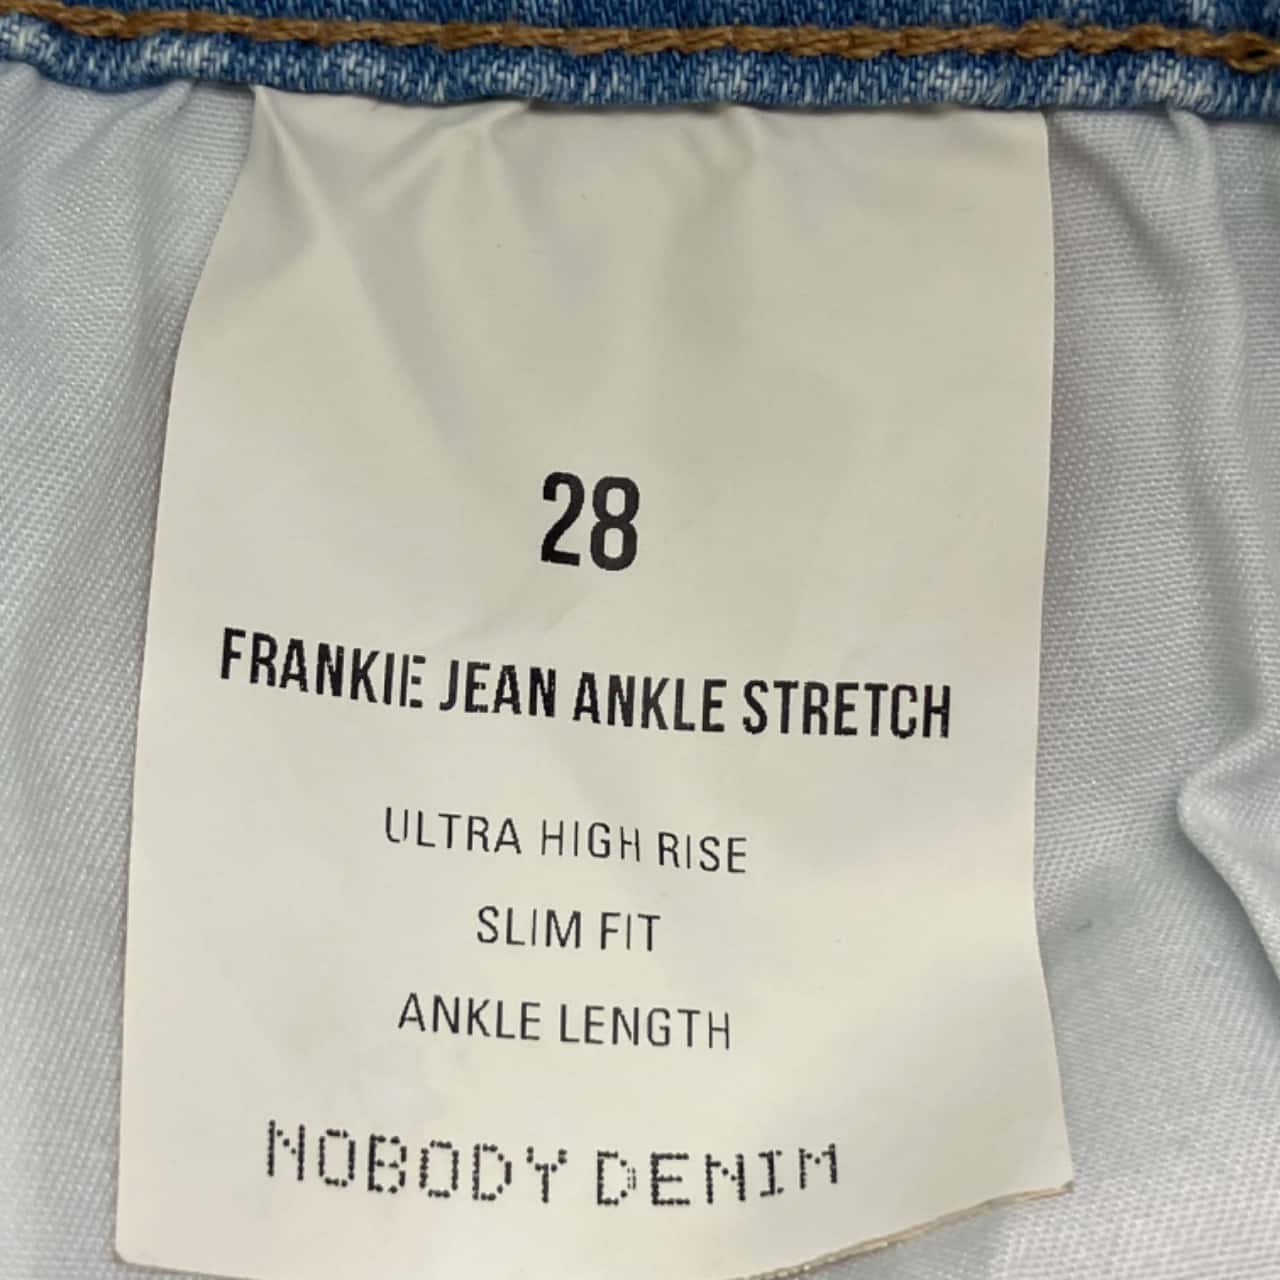 28
FRANKIE JEAN ANKLE STRETCH
ULTRA HIGH RISE
SLIM FIT
ANKLE LENGTH
NOBODY DENIM